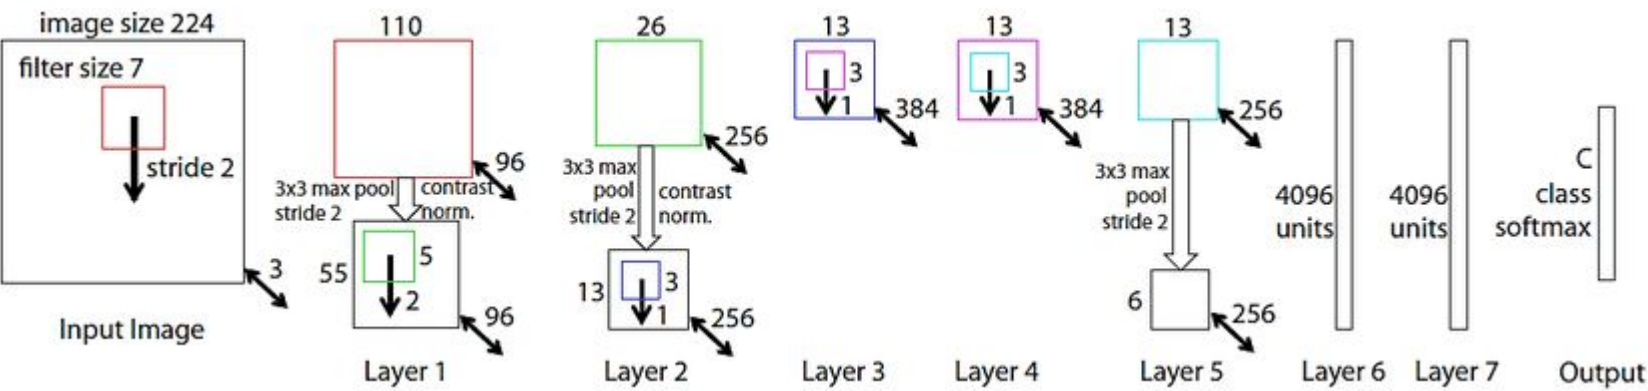 image size 224
filter size 7
stride 2
3
Input Image
110
96
3x3 max pool
stride 2
contrast
norm.
55
5
2
96
Layer 1
26
256
3x3 max
pool
stride 2
contrast
norm.
13
3
1
256
Layer 2
13
3
1
384
Layer 3
13
3
1
384
Layer 4
13
256
3x3 max
pool
stride 2
6
256
Layer 5
4096
units
Layer 6
4096
units
Layer 7
C
class
softmax
Output